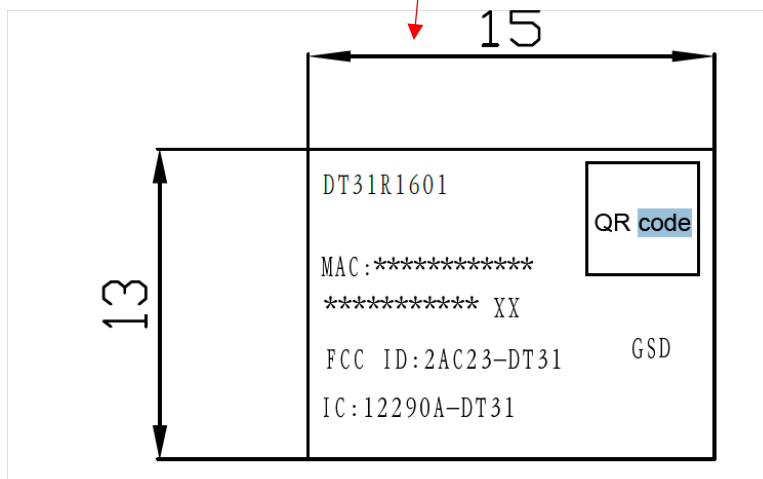 15
13
DT31R1601
QR code
MAC:************
*********** XX
FCC ID:2AC23-DT31
GSD
IC:12290A-DT31